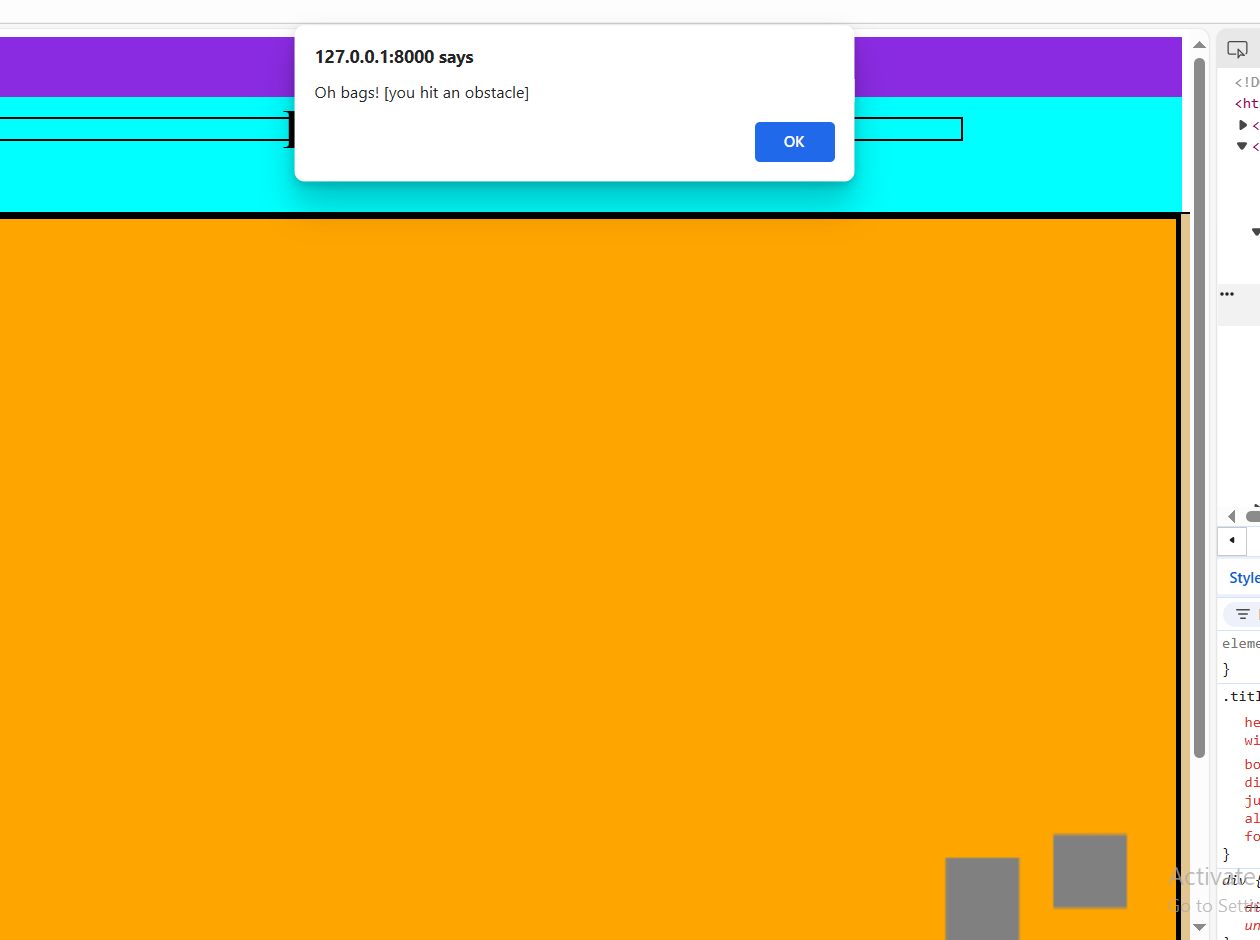 127.0.0.1:8000 says
Oh bags! [you hit an obstacle]
OK
<!D
<ht
<
<
...
Style
eleme
}
.titl
he
wi
bo
di
ju
al
fo
}
Activate
div {
Go to Setti
un